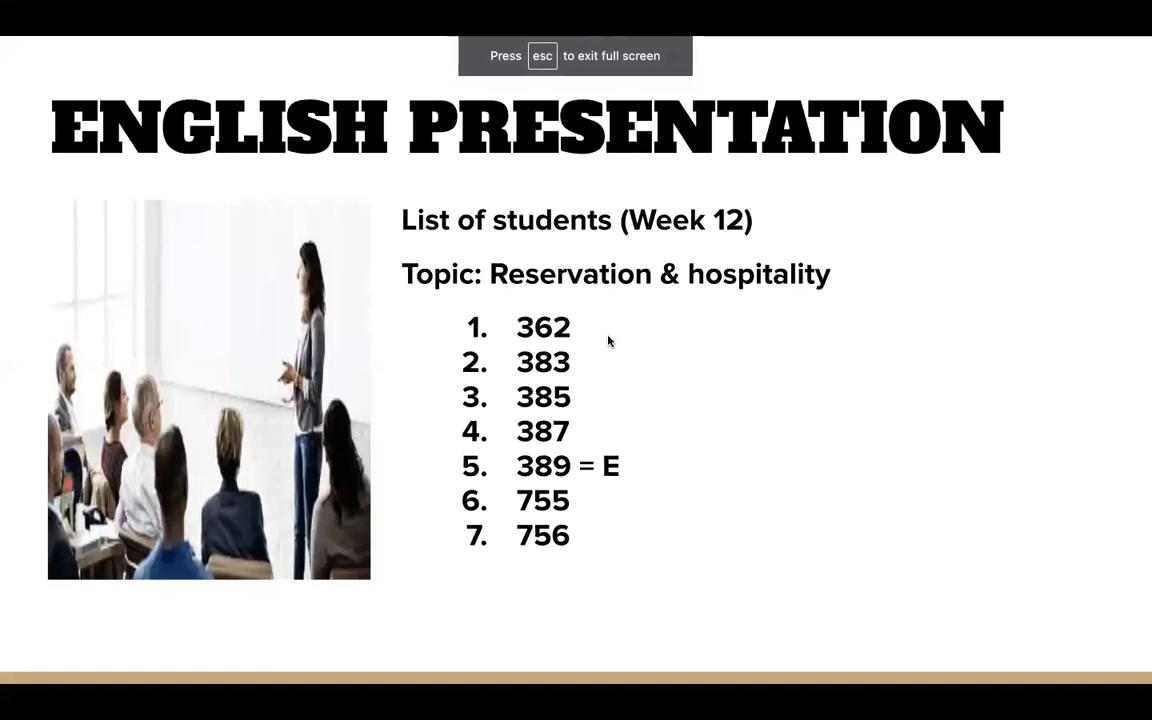 Press esc to exit full screen
ENGLISH PRESENTATION
List of students (Week 12)
Topic: Reservation & hospitality
1. 362
2. 383
3. 385
4. 387
5. 389 = E
6. 755
7. 756